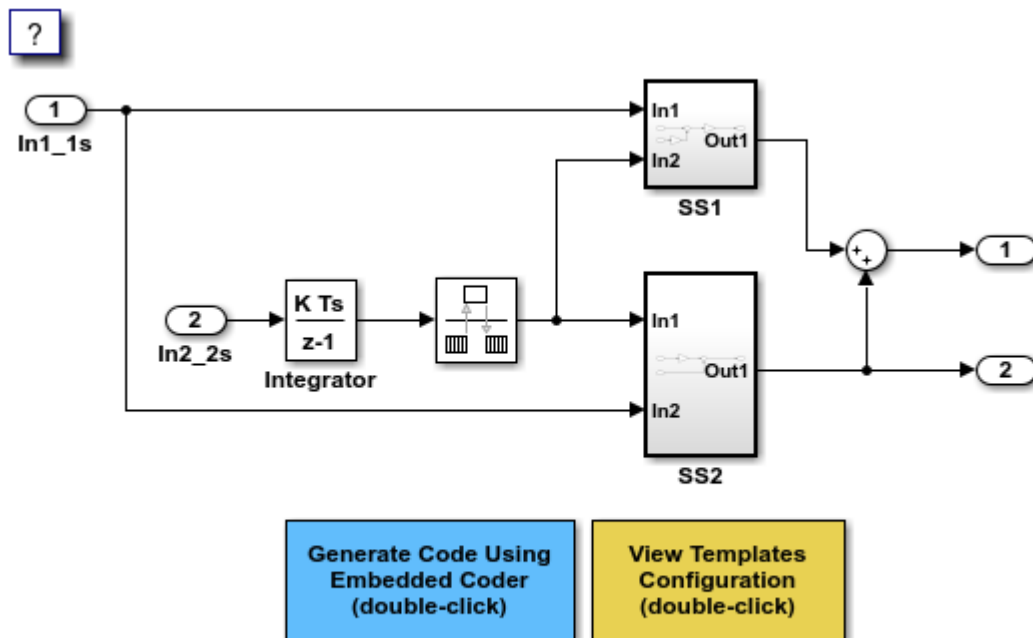 ?
1
In1_1s
In1
In2
Out1
SS1
1
2
In2_2s
K Ts
z-1
Integrator
In1
Out1
In2
SS2
2
Generate Code Using
Embedded Coder
(double-click)
View Templates
Configuration
(double-click)